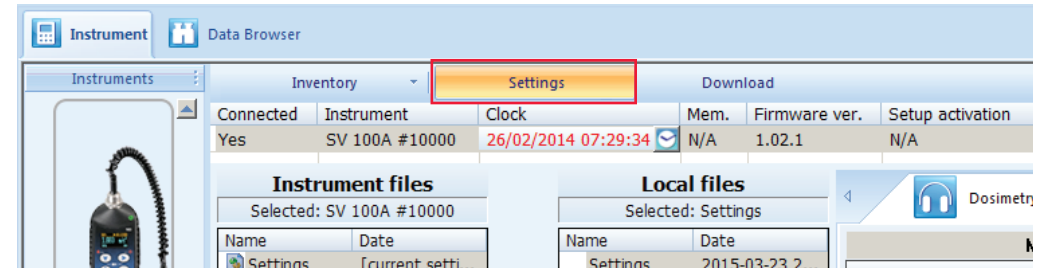 Instrument Data Browser
Instruments Inventory Settings Download
Connected Instrument Clock Mem. Firmware ver. Setup activation
Yes SV 100A #10000 26/02/2014 07:29:34 N/A 1.02.1 N/A
Instrument files Local files
Selected: SV 100A #10000 Selected: Settings Dosimetry
Name Date Name Date
Settings [current setti... Settings 2015-03-23 2...